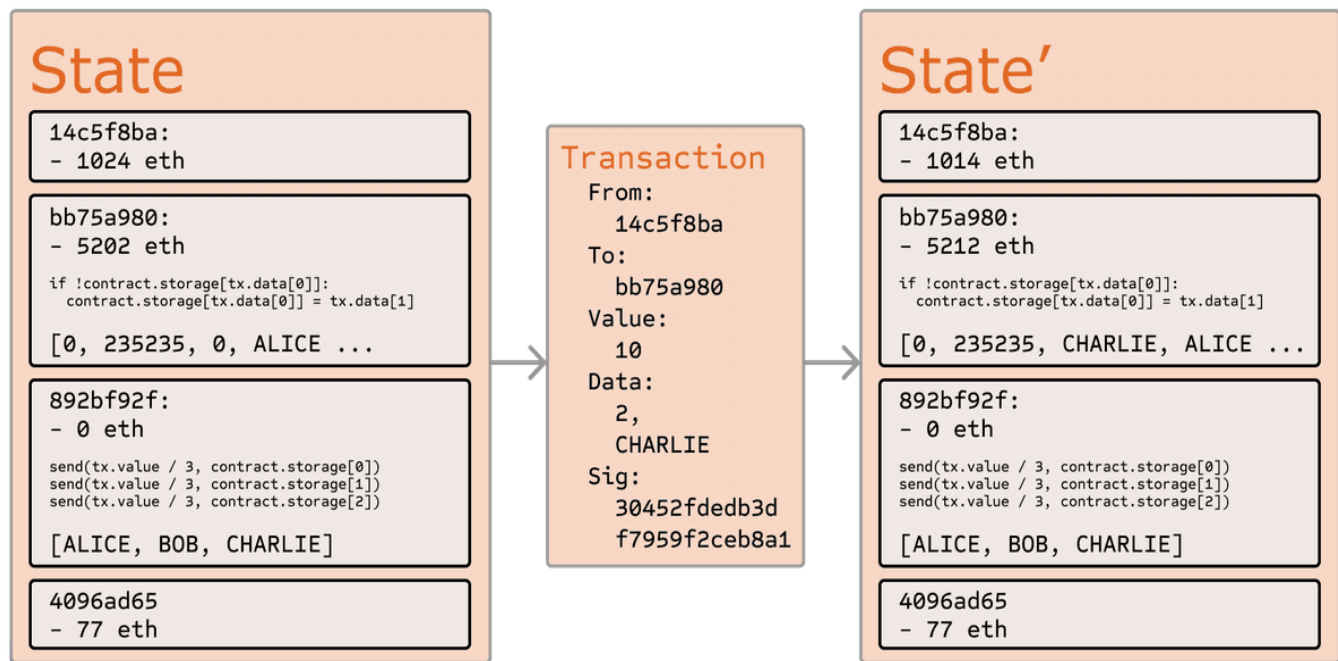 State
14c5f8ba:
- 1024 eth
bb75a980:
- 5202 eth
if !contract.storage[tx.data[0]]:
contract.storage[tx.data[0]] = tx.data[1]
[0, 235235, 0, ALICE ...
892bf92f:
- 0 eth
send(tx.value / 3, contract.storage[0])
send(tx.value / 3, contract.storage[1])
send(tx.value / 3, contract.storage[2])
[ALICE, BOB, CHARLIE]
4096ad65
- 77 eth
Transaction
From:
14c5f8ba
To:
bb75a980
Value:
10
Data:
2,
CHARLIE
Sig:
30452fdedb3d
f7959f2ceb8a1
State′
14c5f8ba:
- 1014 eth
bb75a980:
- 5212 eth
if !contract.storage[tx.data[0]]:
contract.storage[tx.data[0]] = tx.data[1]
[0, 235235, CHARLIE, ALICE ...
892bf92f:
- 0 eth
send(tx.value / 3, contract.storage[0])
send(tx.value / 3, contract.storage[1])
send(tx.value / 3, contract.storage[2])
[ALICE, BOB, CHARLIE]
4096ad65
- 77 eth